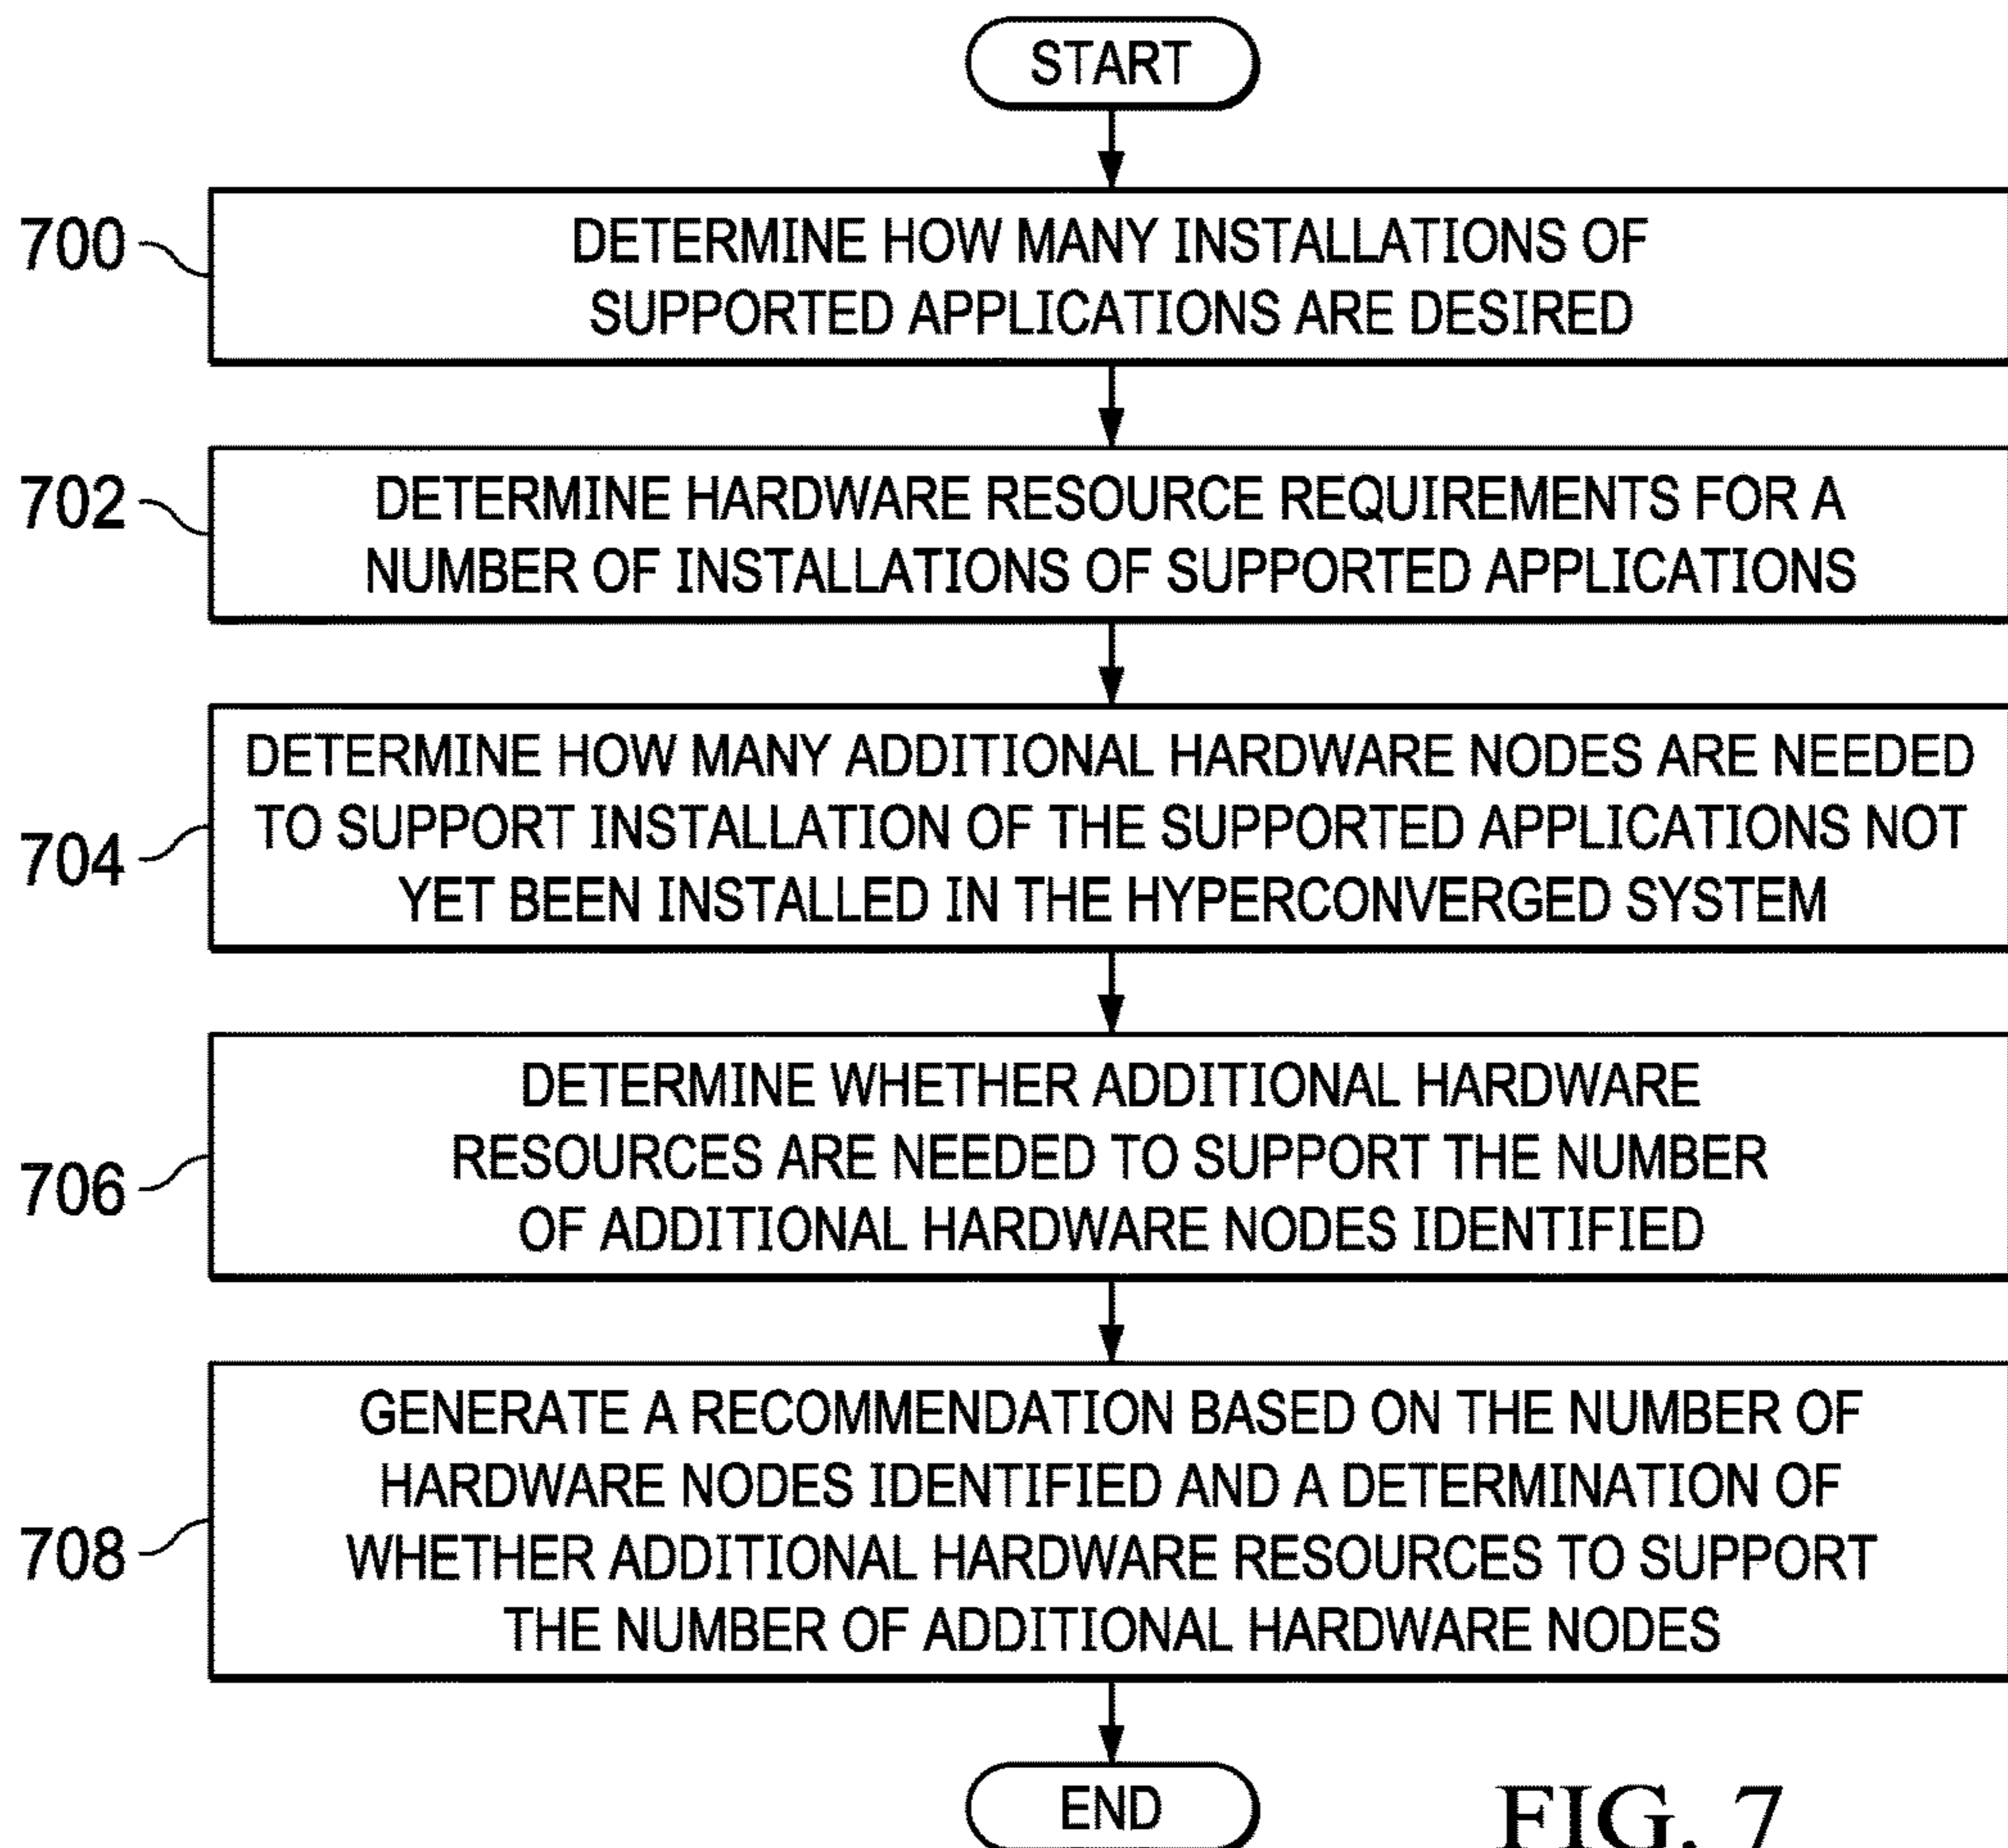 START
700
DETERMINE HOW MANY INSTALLATIONS OF
SUPPORTED APPLICATIONS ARE DESIRED
702
DETERMINE HARDWARE RESOURCE REQUIREMENTS FOR A
NUMBER OF INSTALLATIONS OF SUPPORTED APPLICATIONS
704
DETERMINE HOW MANY ADDITIONAL HARDWARE NODES ARE NEEDED
TO SUPPORT INSTALLATION OF THE SUPPORTED APPLICATIONS NOT
YET BEEN INSTALLED IN THE HYPERCONVERGED SYSTEM
706
DETERMINE WHETHER ADDITIONAL HARDWARE
RESOURCES ARE NEEDED TO SUPPORT THE NUMBER
OF ADDITIONAL HARDWARE NODES IDENTIFIED
708
GENERATE A RECOMMENDATION BASED ON THE NUMBER OF
HARDWARE NODES IDENTIFIED AND A DETERMINATION OF
WHETHER ADDITIONAL HARDWARE RESOURCES TO SUPPORT
THE NUMBER OF ADDITIONAL HARDWARE NODES
END
FIG. 7